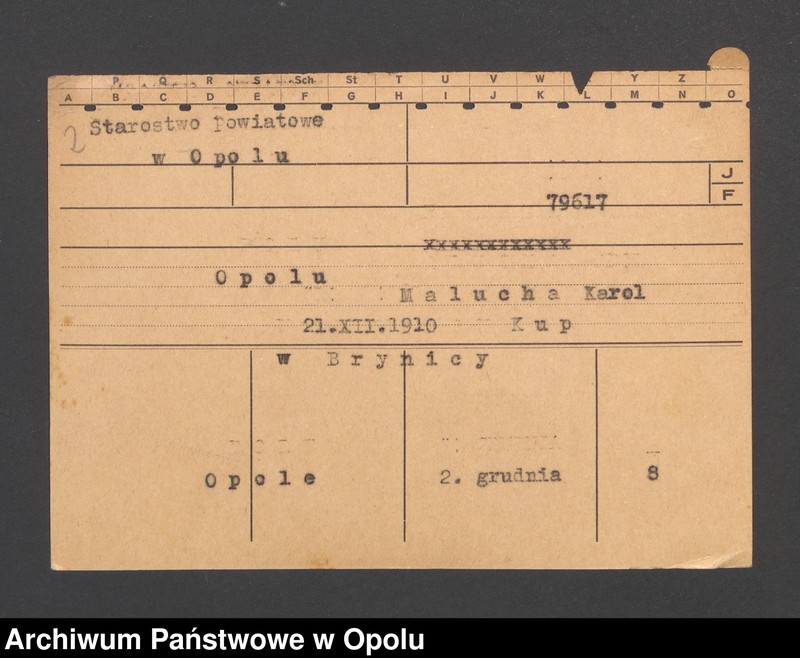 P Q R S Sch St T U V W Y Z
A B C D E F G H I J K L M N O
2 Starostwo Powiatowe
w Opolu
J
F
79617
xxxxxxxxxxxx
Opolu
Malucha Karol
21.XII.1910 Kup
w Brynicy
Opole 2. grudnia 8
Archiwum Państwowe w Opolu